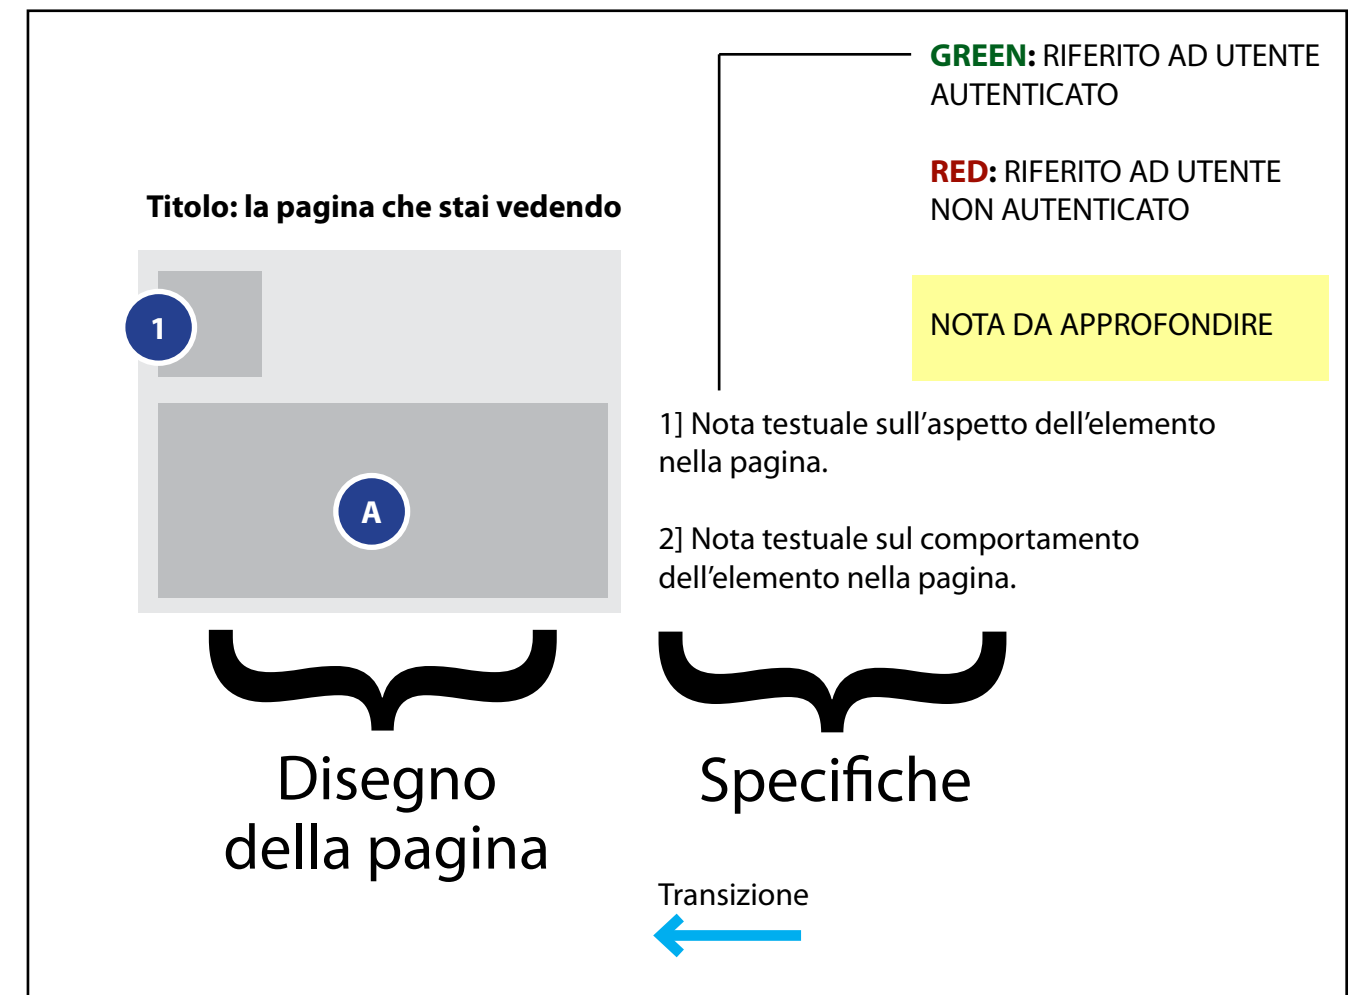 GREEN: RIFERITO AD UTENTE
AUTENTICATO
RED: RIFERITO AD UTENTE
NON AUTENTICATO
Titolo: la pagina che stai vedendo
1
NOTA DA APPROFONDIRE
1] Nota testuale sull’aspetto dell’elemento
nella pagina.
A
2] Nota testuale sul comportamento
dell’elemento nella pagina.
Disegno
della pagina
Specifiche
Transizione